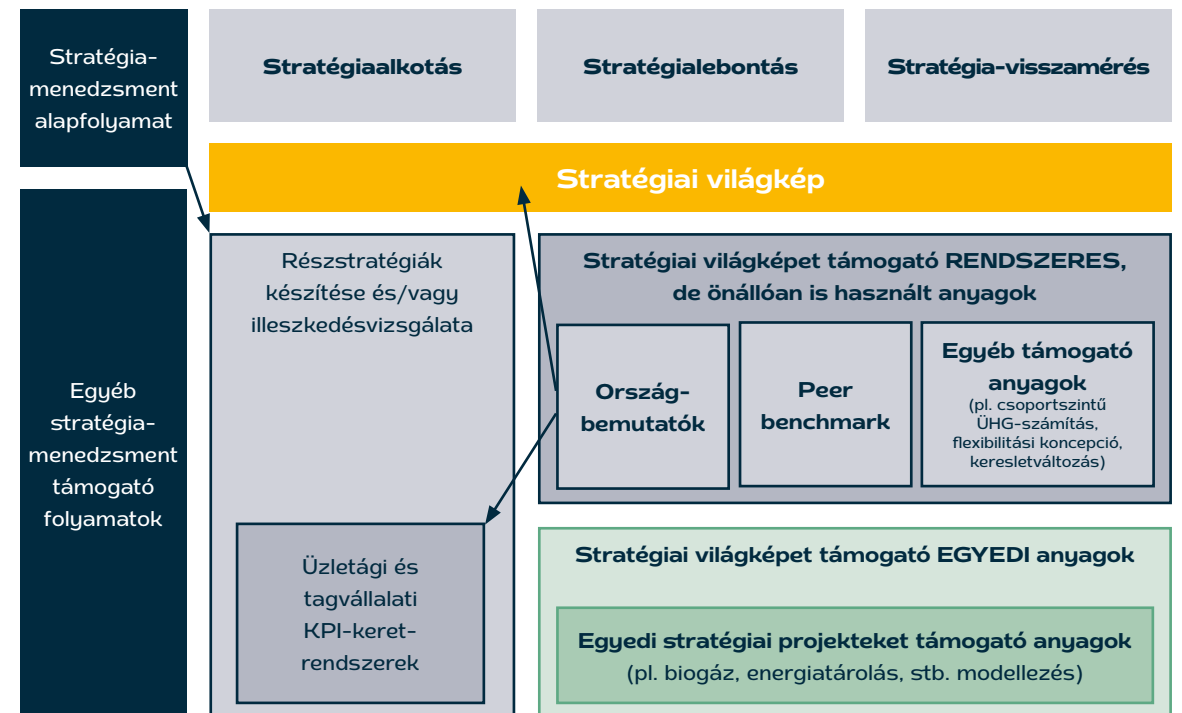 Stratégia-
menedzsment
alapfolyamat
Stratégiaalkotás
Stratégialebontás
Stratégia-visszamérés
Stratégiai világkép
Egyéb
stratégia-
menedzsment
támogató
folyamatok
Részstratégiák
készítése és/vagy
illeszkedésvizsgálata
Üzletági és
tagvállalati
KPI-keret-
rendszerek
Stratégiai világképet támogató RENDSZERES,
de önállóan is használt anyagok
Ország-
bemutatók
Peer
benchmark
Egyéb támogató
anyagok
(pl. csoportszintű
ÜHG-számítás,
flexibilitási koncepció,
keresletváltozás)
Stratégiai világképet támogató EGYEDI anyagok
Egyedi stratégiai projekteket támogató anyagok
(pl. biogáz, energiatárolás, stb. modellezés)